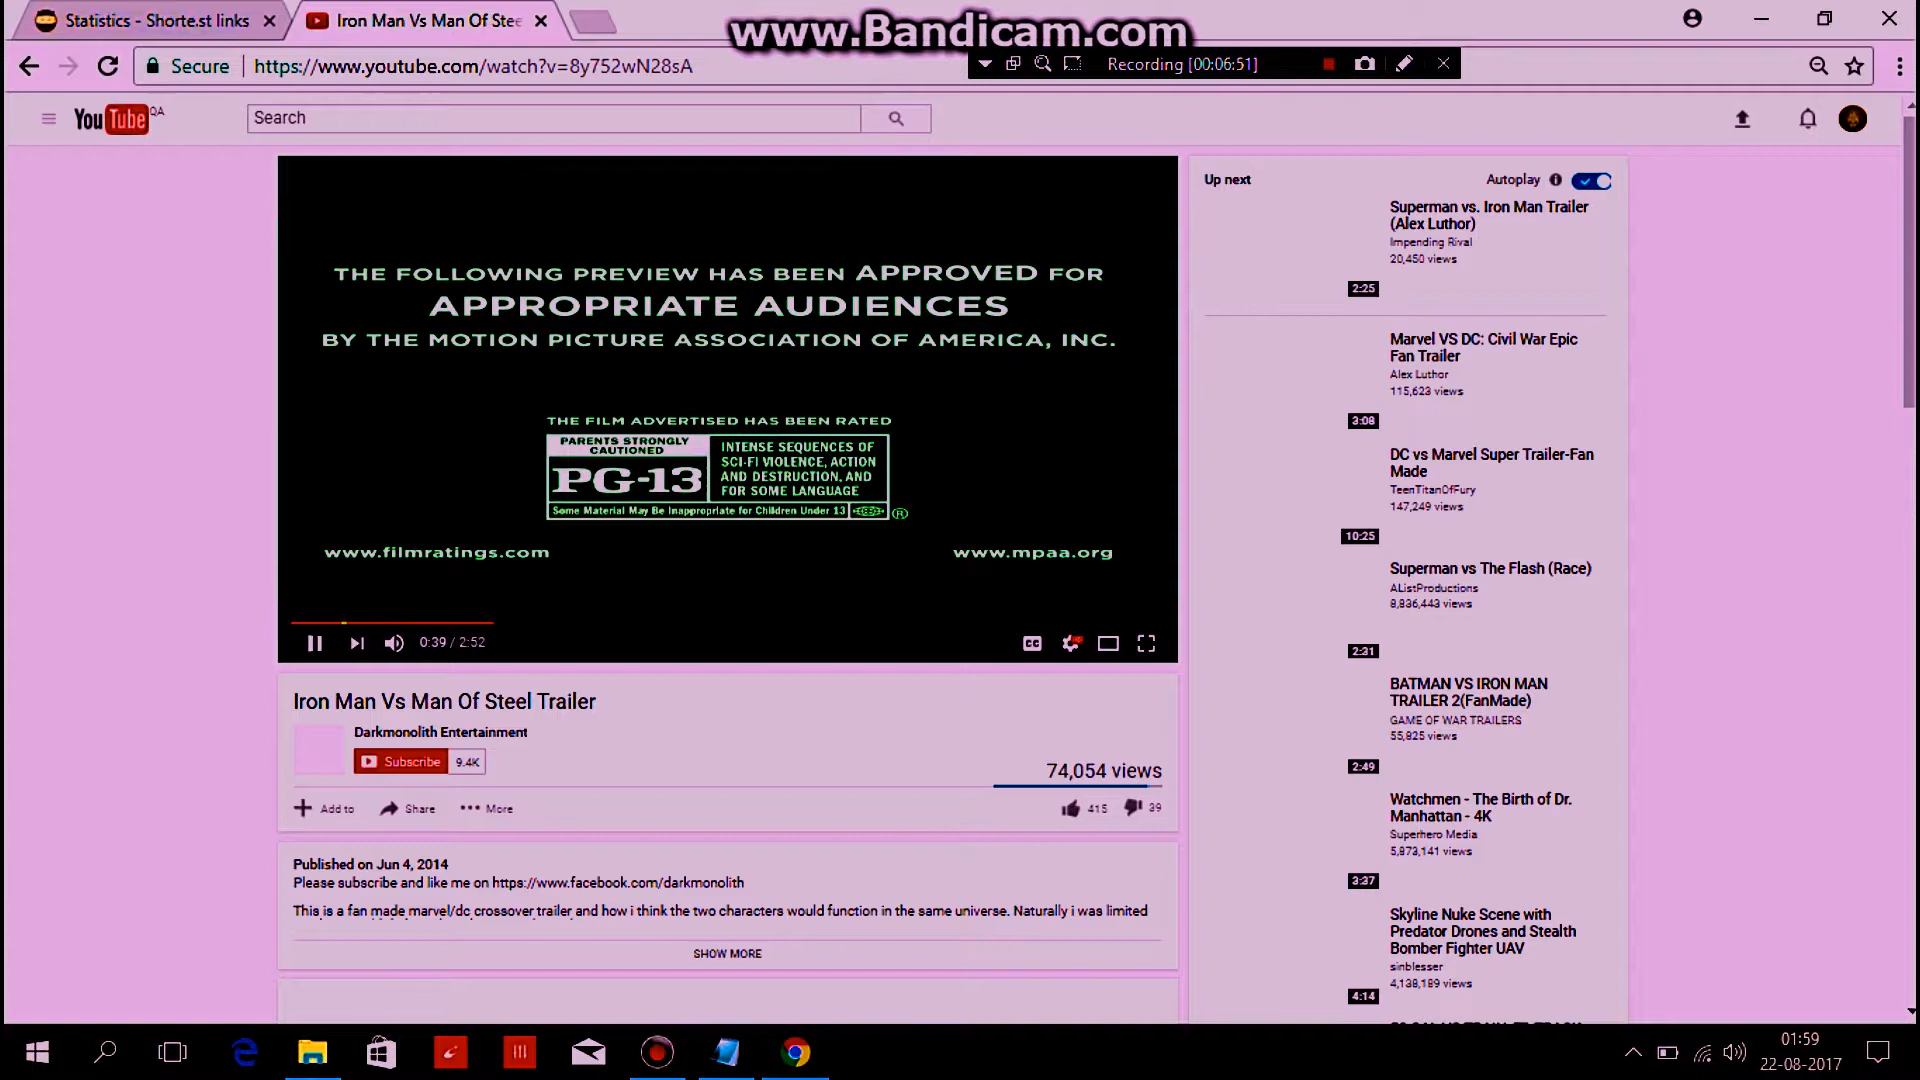 www.Bandicam.com
Statistics - Shorte.st links
Iron Man Vs Man Of Stee
Secure
https://www.youtube.com/watch?v=8y752wN28sA
Recording [00:06:51]
YouTube QA
Search
THE FOLLOWING PREVIEW HAS BEEN APPROVED FOR
APPROPRIATE AUDIENCES
BY THE MOTION PICTURE ASSOCIATION OF AMERICA, INC.
THE FILM ADVERTISED HAS BEEN RATED
PARENTS STRONGLY
CAUTIONED
PG-13
INTENSE SEQUENCES OF
SCI-FI VIOLENCE, ACTION
AND DESTRUCTION, AND
FOR SOME LANGUAGE
Some Material May Be Inappropriate for Children Under 13
®
www.filmratings.com
www.mpaa.org
0:39 / 2:52
CC
Iron Man Vs Man Of Steel Trailer
Darkmonolith Entertainment
Subscribe 9.4K
74,054 views
Add to
Share
More
415
39
Published on Jun 4, 2014
Please subscribe and like me on https://www.facebook.com/darkmonolith
This is a fan made marvel/dc crossover trailer and how i think the two characters would function in the same universe. Naturally i was limited
SHOW MORE
Up next
Autoplay
Superman vs. Iron Man Trailer
(Alex Luthor)
Impending Rival
20,450 views
2:25
Marvel VS DC: Civil War Epic
Fan Trailer
Alex Luthor
115,623 views
3:08
DC vs Marvel Super Trailer-Fan
Made
TeenTitanOfFury
147,249 views
10:25
Superman vs The Flash (Race)
AListProductions
8,836,443 views
2:31
BATMAN VS IRON MAN
TRAILER 2(FanMade)
GAME OF WAR TRAILERS
55,825 views
2:49
Watchmen - The Birth of Dr.
Manhattan - 4K
Superhero Media
5,873,141 views
3:37
Skyline Nuke Scene with
Predator Drones and Stealth
Bomber Fighter UAV
sinblesser
4,138,189 views
4:14
01:59
22-08-2017